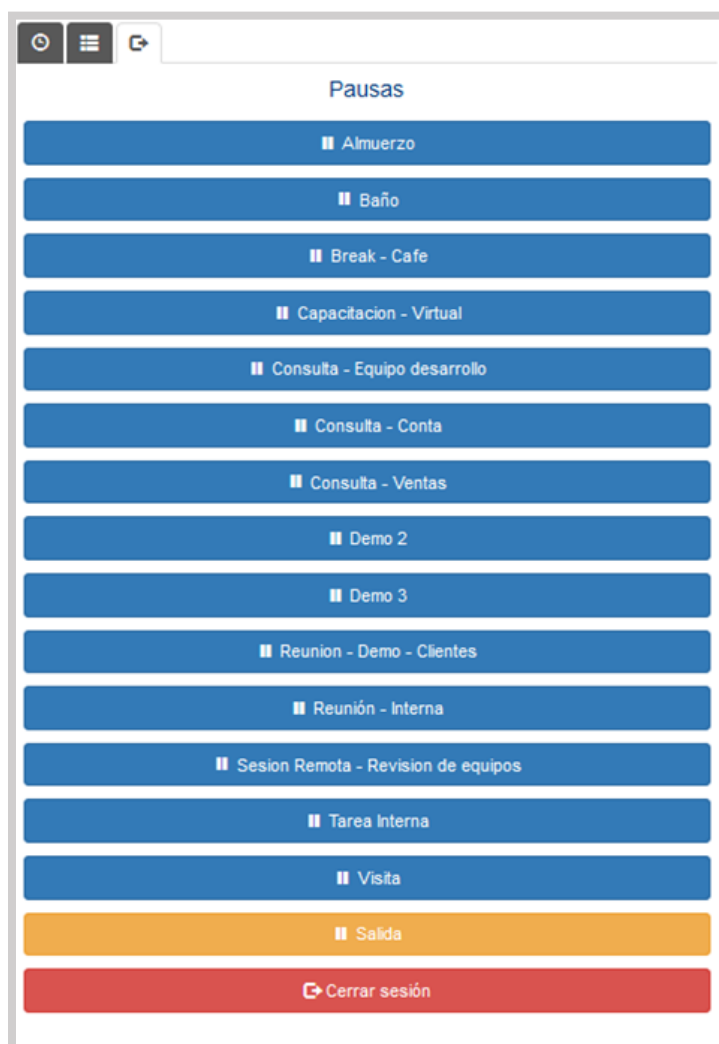 Pausas
Almuerzo
Baño
Break - Cafe
Capacitacion - Virtual
Consulta - Equipo desarrollo
Consulta - Conta
Consulta - Ventas
Demo 2
Demo 3
Reunion - Demo - Clientes
Reunión - Interna
Sesion Remota - Revision de equipos
Tarea Interna
Visita
Salida
Cerrar sesión